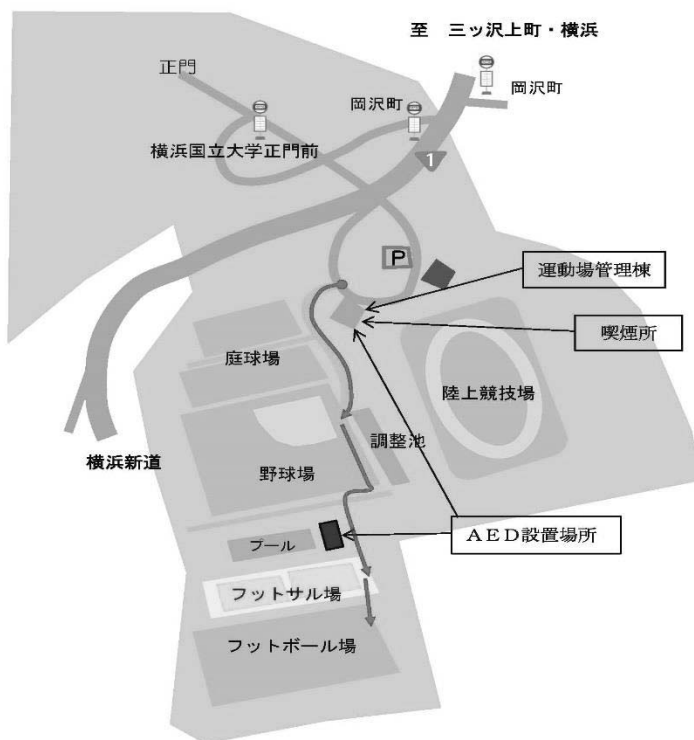 至 三ッ沢上町・横浜
正門
岡沢町
岡沢町
横浜国立大学正門前
1
P
運動場管理棟
喫煙所
庭球場
陸上競技場
調整池
横浜新道
野球場
AED設置場所
プール
フットサル場
フットボール場